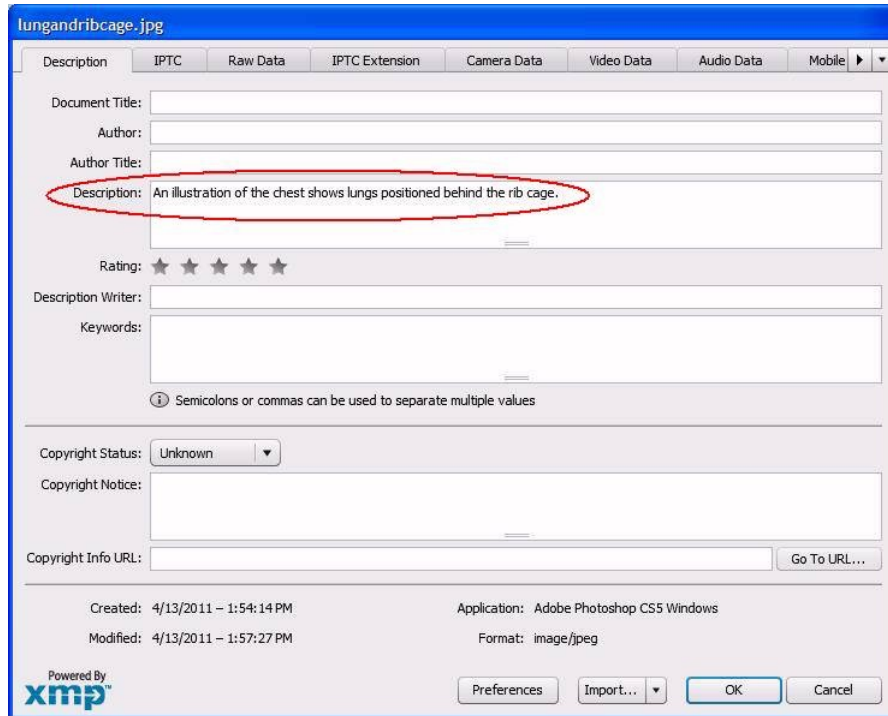 lungandribcage.jpg
Description IPTC Raw Data IPTC Extension Camera Data Video Data Audio Data Mobile
Document Title:
Author:
Author Title:
Description: An illustration of the chest shows lungs positioned behind the rib cage.
Rating:
Description Writer:
Keywords:
Semicolons or commas can be used to separate multiple values
Copyright Status: Unknown
Copyright Notice:
Copyright Info URL: Go To URL...
Created: 4/13/2011 – 1:54:14 PM Application: Adobe Photoshop CS5 Windows
Modified: 4/13/2011 – 1:57:27 PM Format: image/jpeg
Powered By
xmp™ Preferences Import... OK Cancel